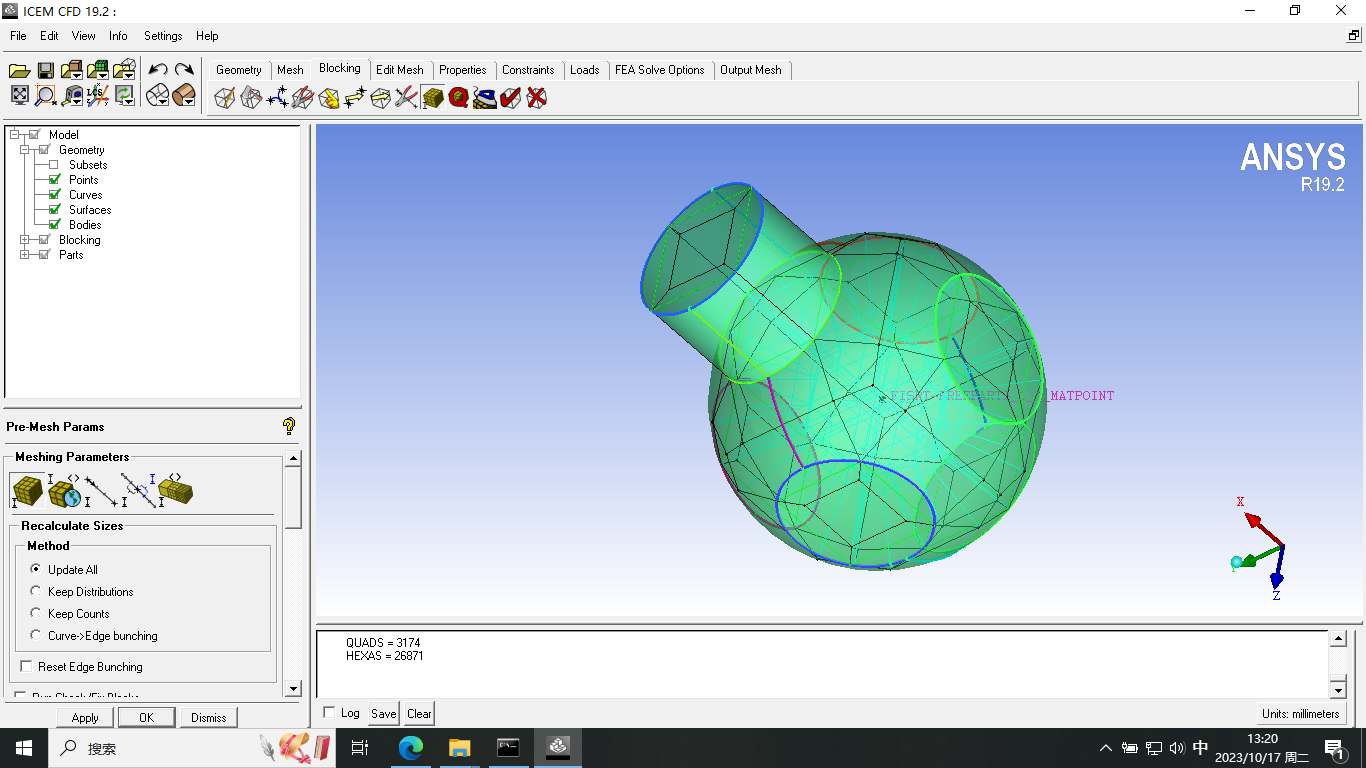 ICEM CFD 19.2 :
File Edit View Info Settings Help
Geometry Mesh Blocking Edit Mesh Properties Constraints Loads FEA Solve Options Output Mesh
Model
Geometry
Subsets
Points
Curves
Surfaces
Bodies
Blocking
Parts
Pre-Mesh Params
Meshing Parameters
Recalculate Sizes
Method
Update All
Keep Distributions
Keep Counts
Curve->Edge bunching
Reset Edge Bunching
Apply OK Dismiss
ANSYS
R19.2
MATPOINT
X
Z
QUADS = 3174
HEXAS = 26871
Log Save Clear
Units: millimeters
搜索
中
13:20
2023/10/17 周二
1